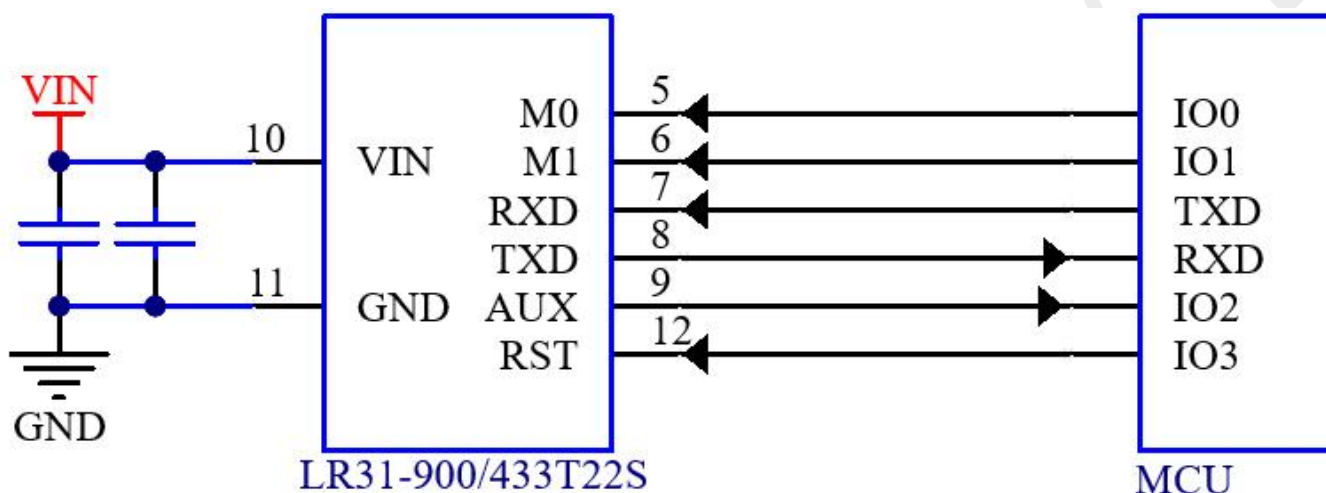 VIN
10
11
GND
VIN
GND
M0
M1
RXD
TXD
AUX
RST
5
6
7
8
9
12
IO0
IO1
TXD
RXD
IO2
IO3
LR31-900/433T22S
MCU